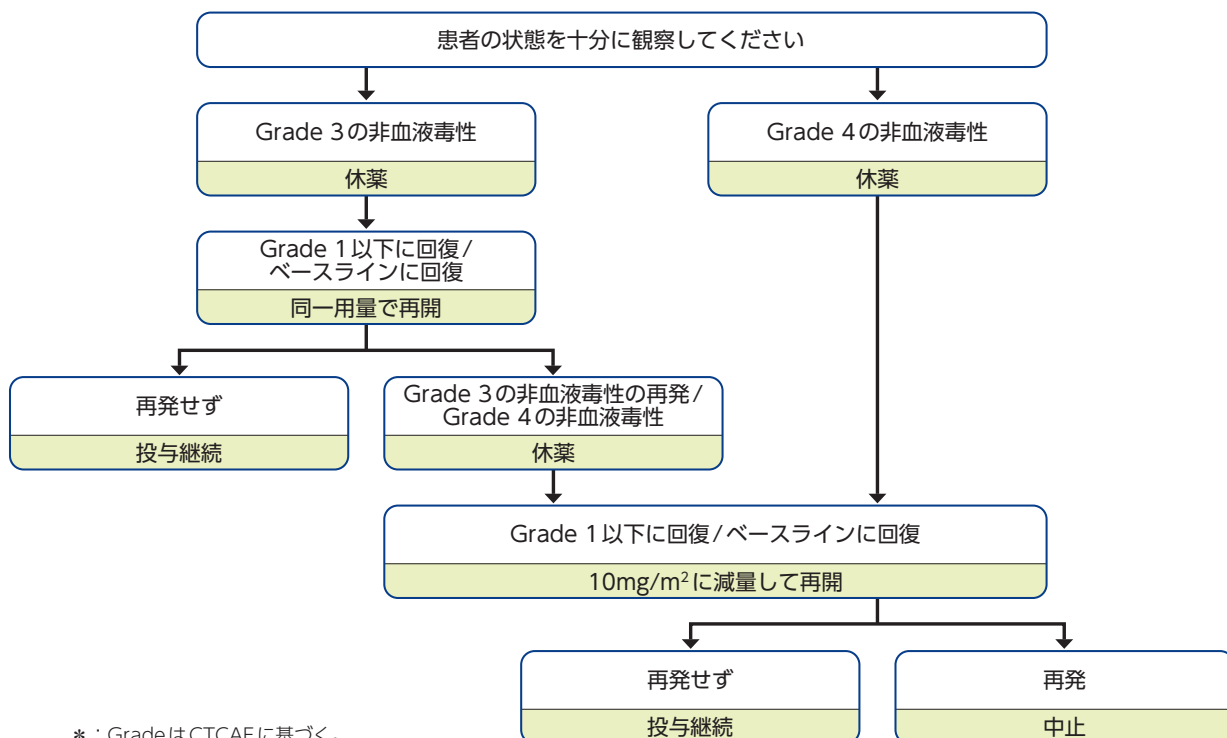 患者の状態を十分に観察してください
Grade 3の非血液毒性
休薬
Grade 4の非血液毒性
休薬
Grade 1以下に回復/
ベースラインに回復
同一用量で再開
再発せず
投与継続
Grade 3の非血液毒性の再発/
Grade 4の非血液毒性
休薬
Grade 1以下に回復/ベースラインに回復
10mg/m²に減量して再開
再発せず
投与継続
再発
中止
*:GradeはCTCAEに基づく。